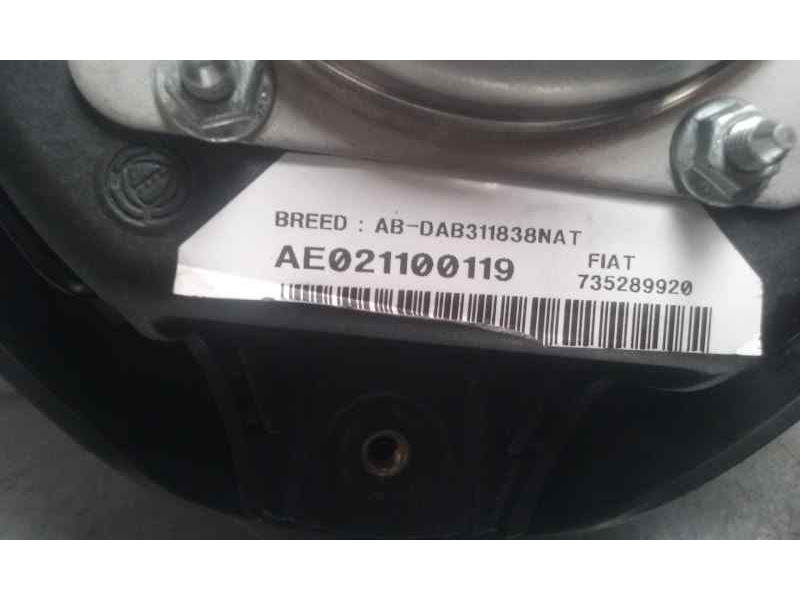 BREED : AB-DAB311838NAT
AE021100119
FIAT
735289920